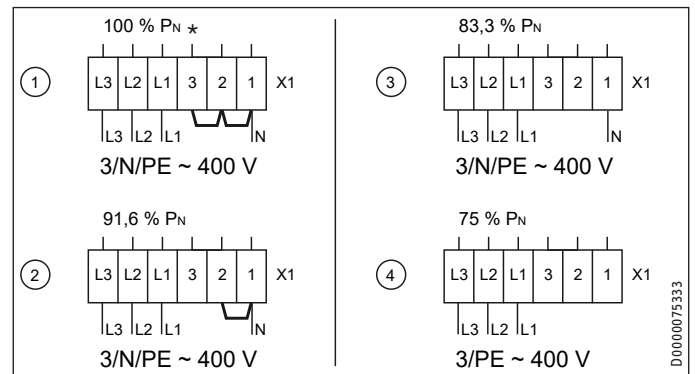 100 % PN *
1
L3 L2 L1 3 2 1 X1
L3 L2 L1 N
3/N/PE ~ 400 V
91,6 % PN
2
L3 L2 L1 3 2 1 X1
L3 L2 L1 N
3/N/PE ~ 400 V
83,3 % PN
3
L3 L2 L1 3 2 1 X1
L3 L2 L1 N
3/N/PE ~ 400 V
75 % PN
4
L3 L2 L1 3 2 1 X1
L3 L2 L1
3/PE ~ 400 V
D0000075333